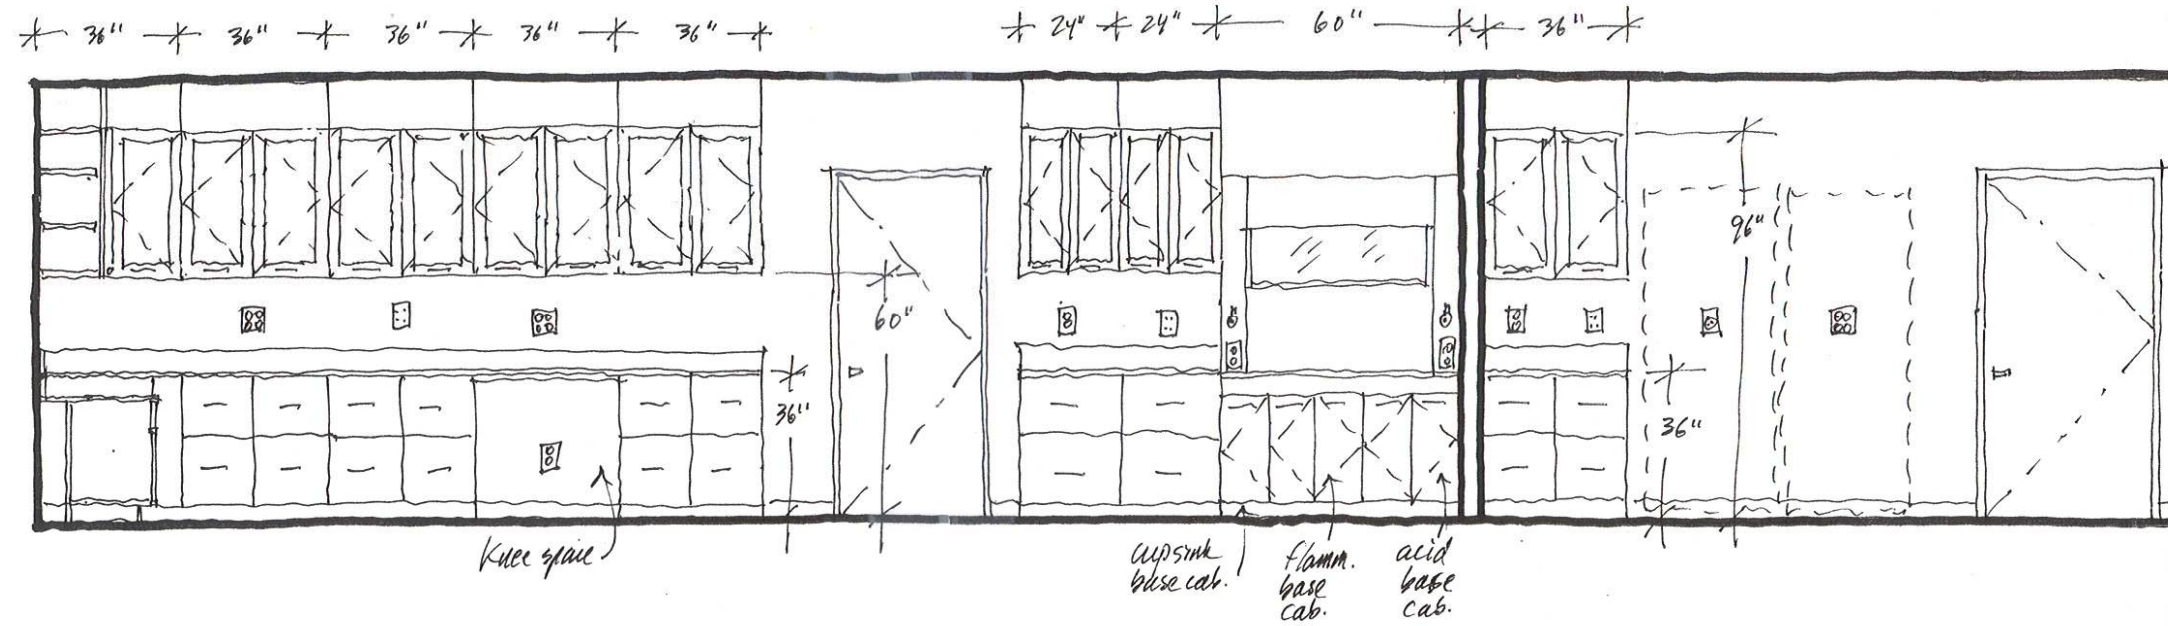 36" 36" 36" 36" 36" 24" 24" 60" 36"
96"
60"
36"
36"
Knee space
cupsink
base cab.
flamm.
base
cab.
acid
base
cab.